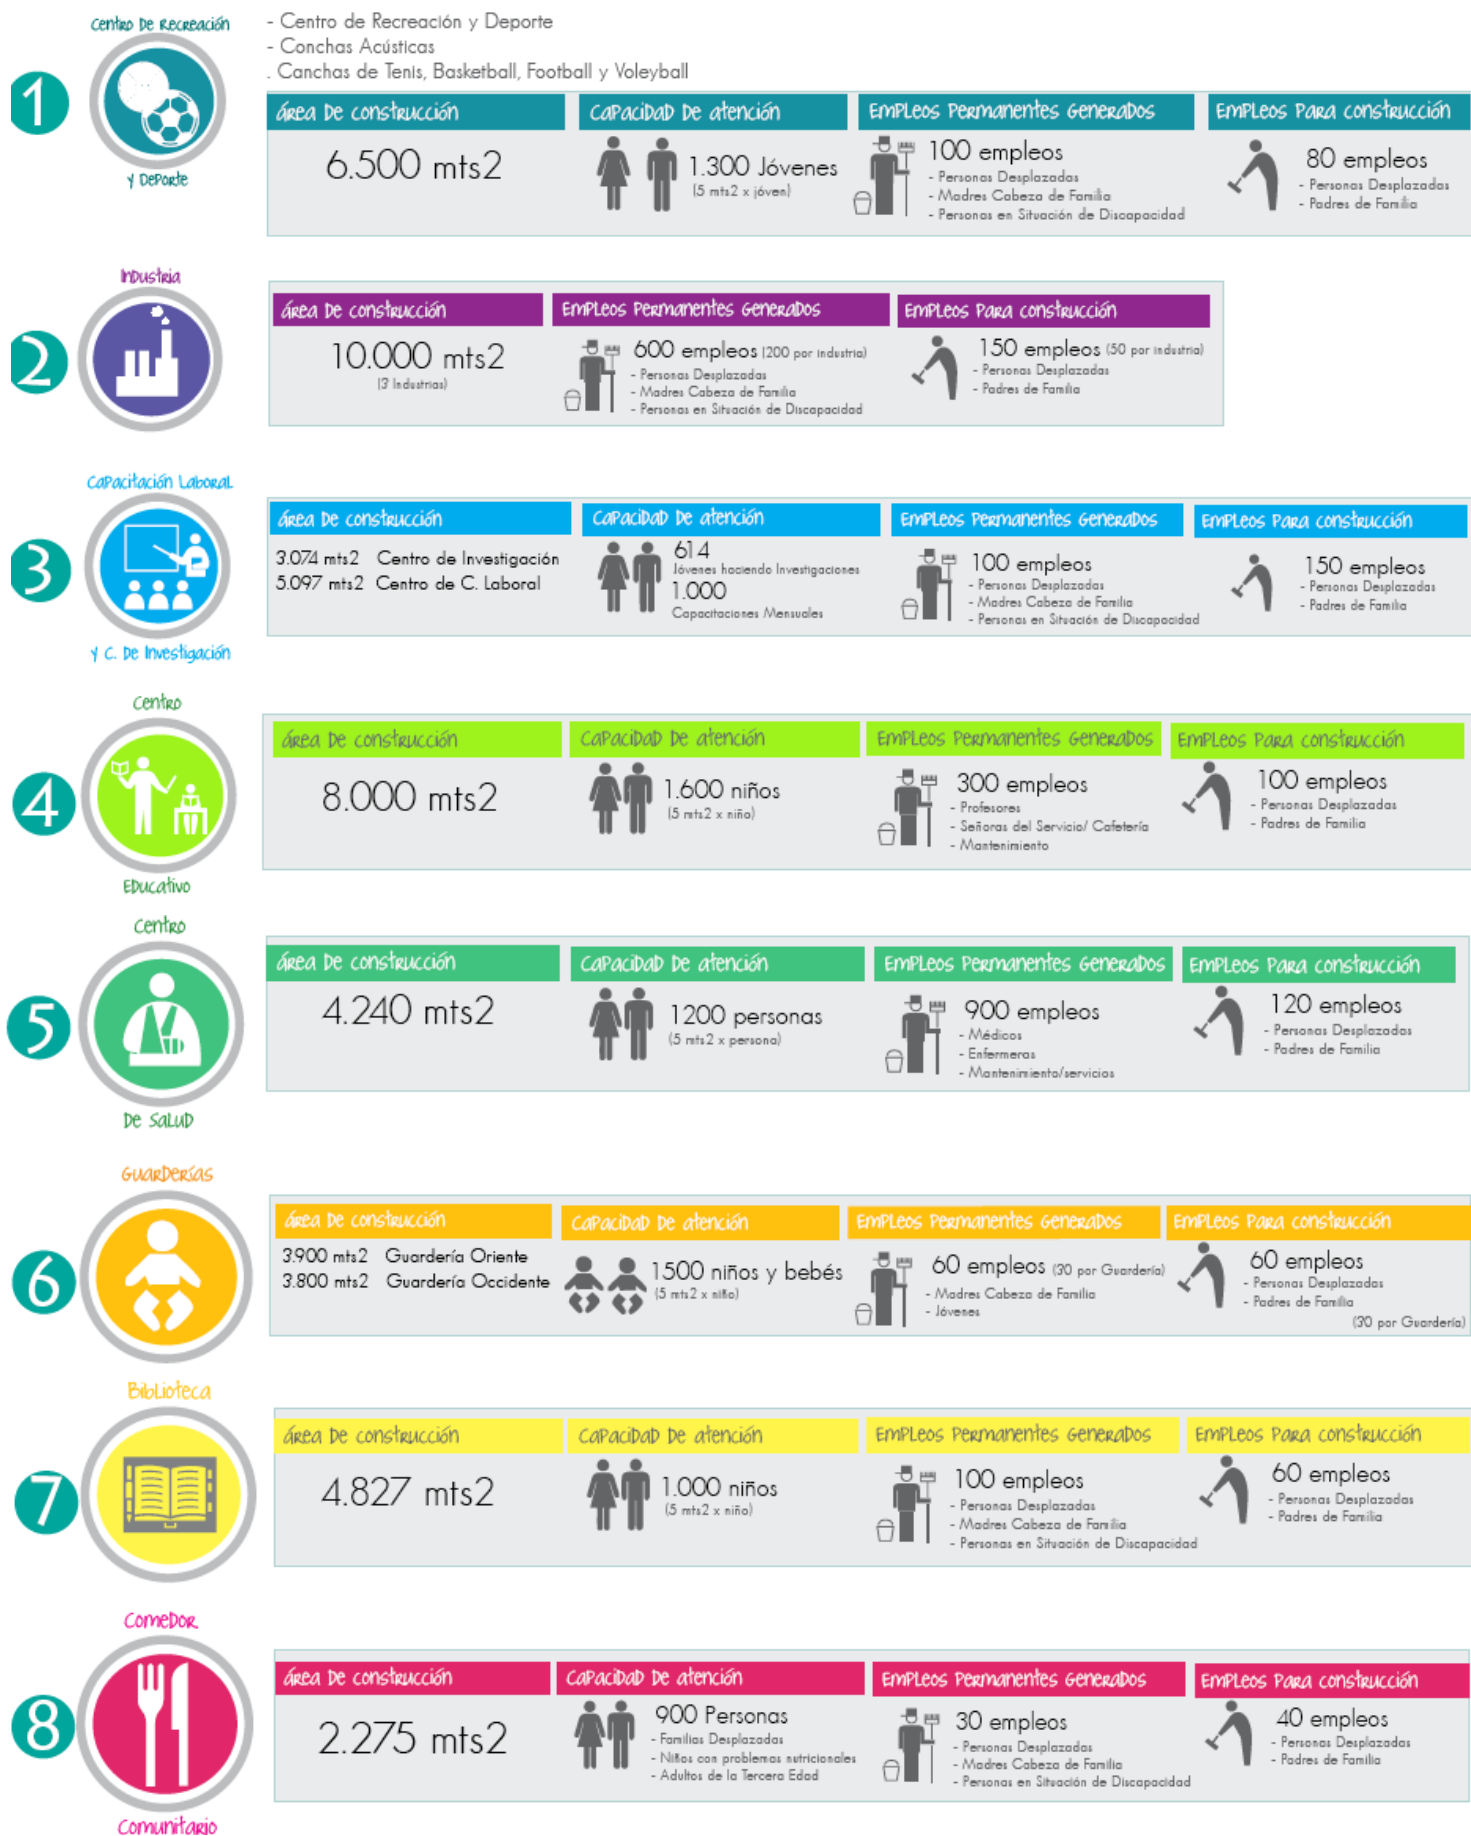 Centro De Recreación
y Deporte
- Centro de Recreación y Deporte
- Conchas Acústicas
. Canchas de Tenis, Basketball, Football y Voleyball
1
área De construcción
Capacidad De atención
Empleos Permanentes Generados
Empleos Para construcción
6.500 mts2
1.300 Jóvenes
(5 mts2 x jóven)
100 empleos
- Personas Desplazadas
- Madres Cabeza de Familia
- Personas en Situación de Discapacidad
80 empleos
- Personas Desplazadas
- Padres de Familia
Industria
2
área De construcción
Empleos Permanentes Generados
Empleos Para construcción
10.000 mts2
(3 Industrias)
600 empleos (200 por industria)
- Personas Desplazadas
- Madres Cabeza de Familia
- Personas en Situación de Discapacidad
150 empleos (50 por industria)
- Personas Desplazadas
- Padres de Familia
Capacitación Laboral
y C. De Investigación
3
área De construcción
Capacidad De atención
Empleos Permanentes Generados
Empleos Para construcción
3.074 mts2 Centro de Investigación
5.097 mts2 Centro de C. Laboral
614
Jóvenes haciendo Investigaciones
1.000
Capacitaciones Mensuales
100 empleos
- Personas Desplazadas
- Madres Cabeza de Familia
- Personas en Situación de Discapacidad
150 empleos
- Personas Desplazadas
- Padres de Familia
Centro
Educativo
4
área De construcción
Capacidad De atención
Empleos Permanentes Generados
Empleos Para construcción
8.000 mts2
1.600 niños
(5 mts2 x niño)
300 empleos
- Profesores
- Señoras del Servicio/ Cafetería
- Mantenimiento
100 empleos
- Personas Desplazadas
- Padres de Familia
Centro
De Salud
5
área De construcción
Capacidad De atención
Empleos Permanentes Generados
Empleos Para construcción
4.240 mts2
1200 personas
(5 mts2 x persona)
900 empleos
- Médicos
- Enfermeras
- Mantenimiento/servicios
120 empleos
- Personas Desplazadas
- Padres de Familia
Guarderías
6
área De construcción
Capacidad De atención
Empleos Permanentes Generados
Empleos Para construcción
3.900 mts2 Guardería Oriente
3.800 mts2 Guardería Occidente
1500 niños y bebés
(5 mts2 x niño)
60 empleos (30 por Guardería)
- Madres Cabeza de Familia
- Jóvenes
60 empleos
- Personas Desplazadas
- Padres de Familia
(30 por Guardería)
Biblioteca
7
área De construcción
Capacidad De atención
Empleos Permanentes Generados
Empleos Para construcción
4.827 mts2
1.000 niños
(5 mts2 x niño)
100 empleos
- Personas Desplazadas
- Madres Cabeza de Familia
- Personas en Situación de Discapacidad
60 empleos
- Personas Desplazadas
- Padres de Familia
Comedor
Comunitario
8
área De construcción
Capacidad De atención
Empleos Permanentes Generados
Empleos Para construcción
2.275 mts2
900 Personas
- Familias Desplazadas
- Niños con problemas nutricionales
- Adultos de la Tercera Edad
30 empleos
- Personas Desplazadas
- Madres Cabeza de Familia
- Personas en Situación de Discapacidad
40 empleos
- Personas Desplazadas
- Padres de Familia